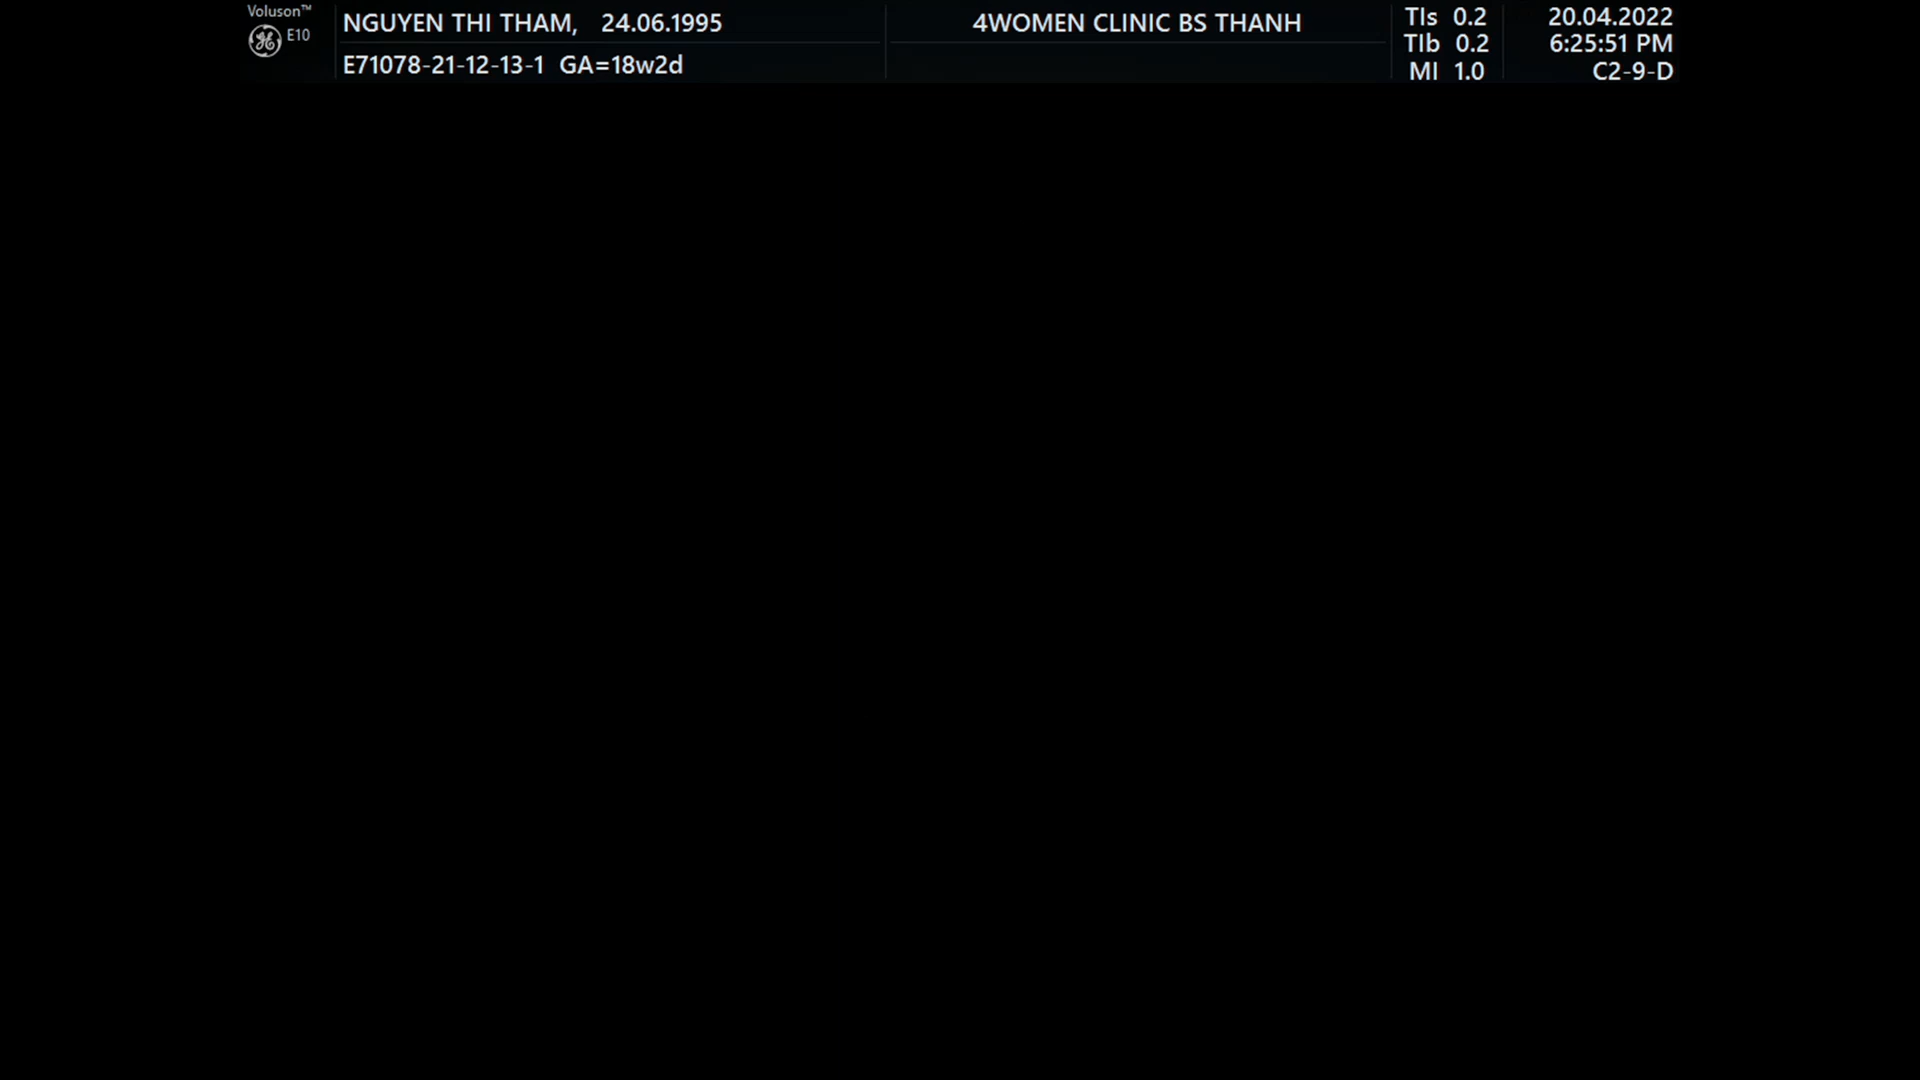 Voluson™
E10
NGUYEN THI THAM, 24.06.1995
E71078-21-12-13-1 GA=18w2d
4WOMEN CLINIC BS THANH
TIs 0.2
TIb 0.2
MI 1.0
20.04.2022
6:25:51 PM
C2-9-D